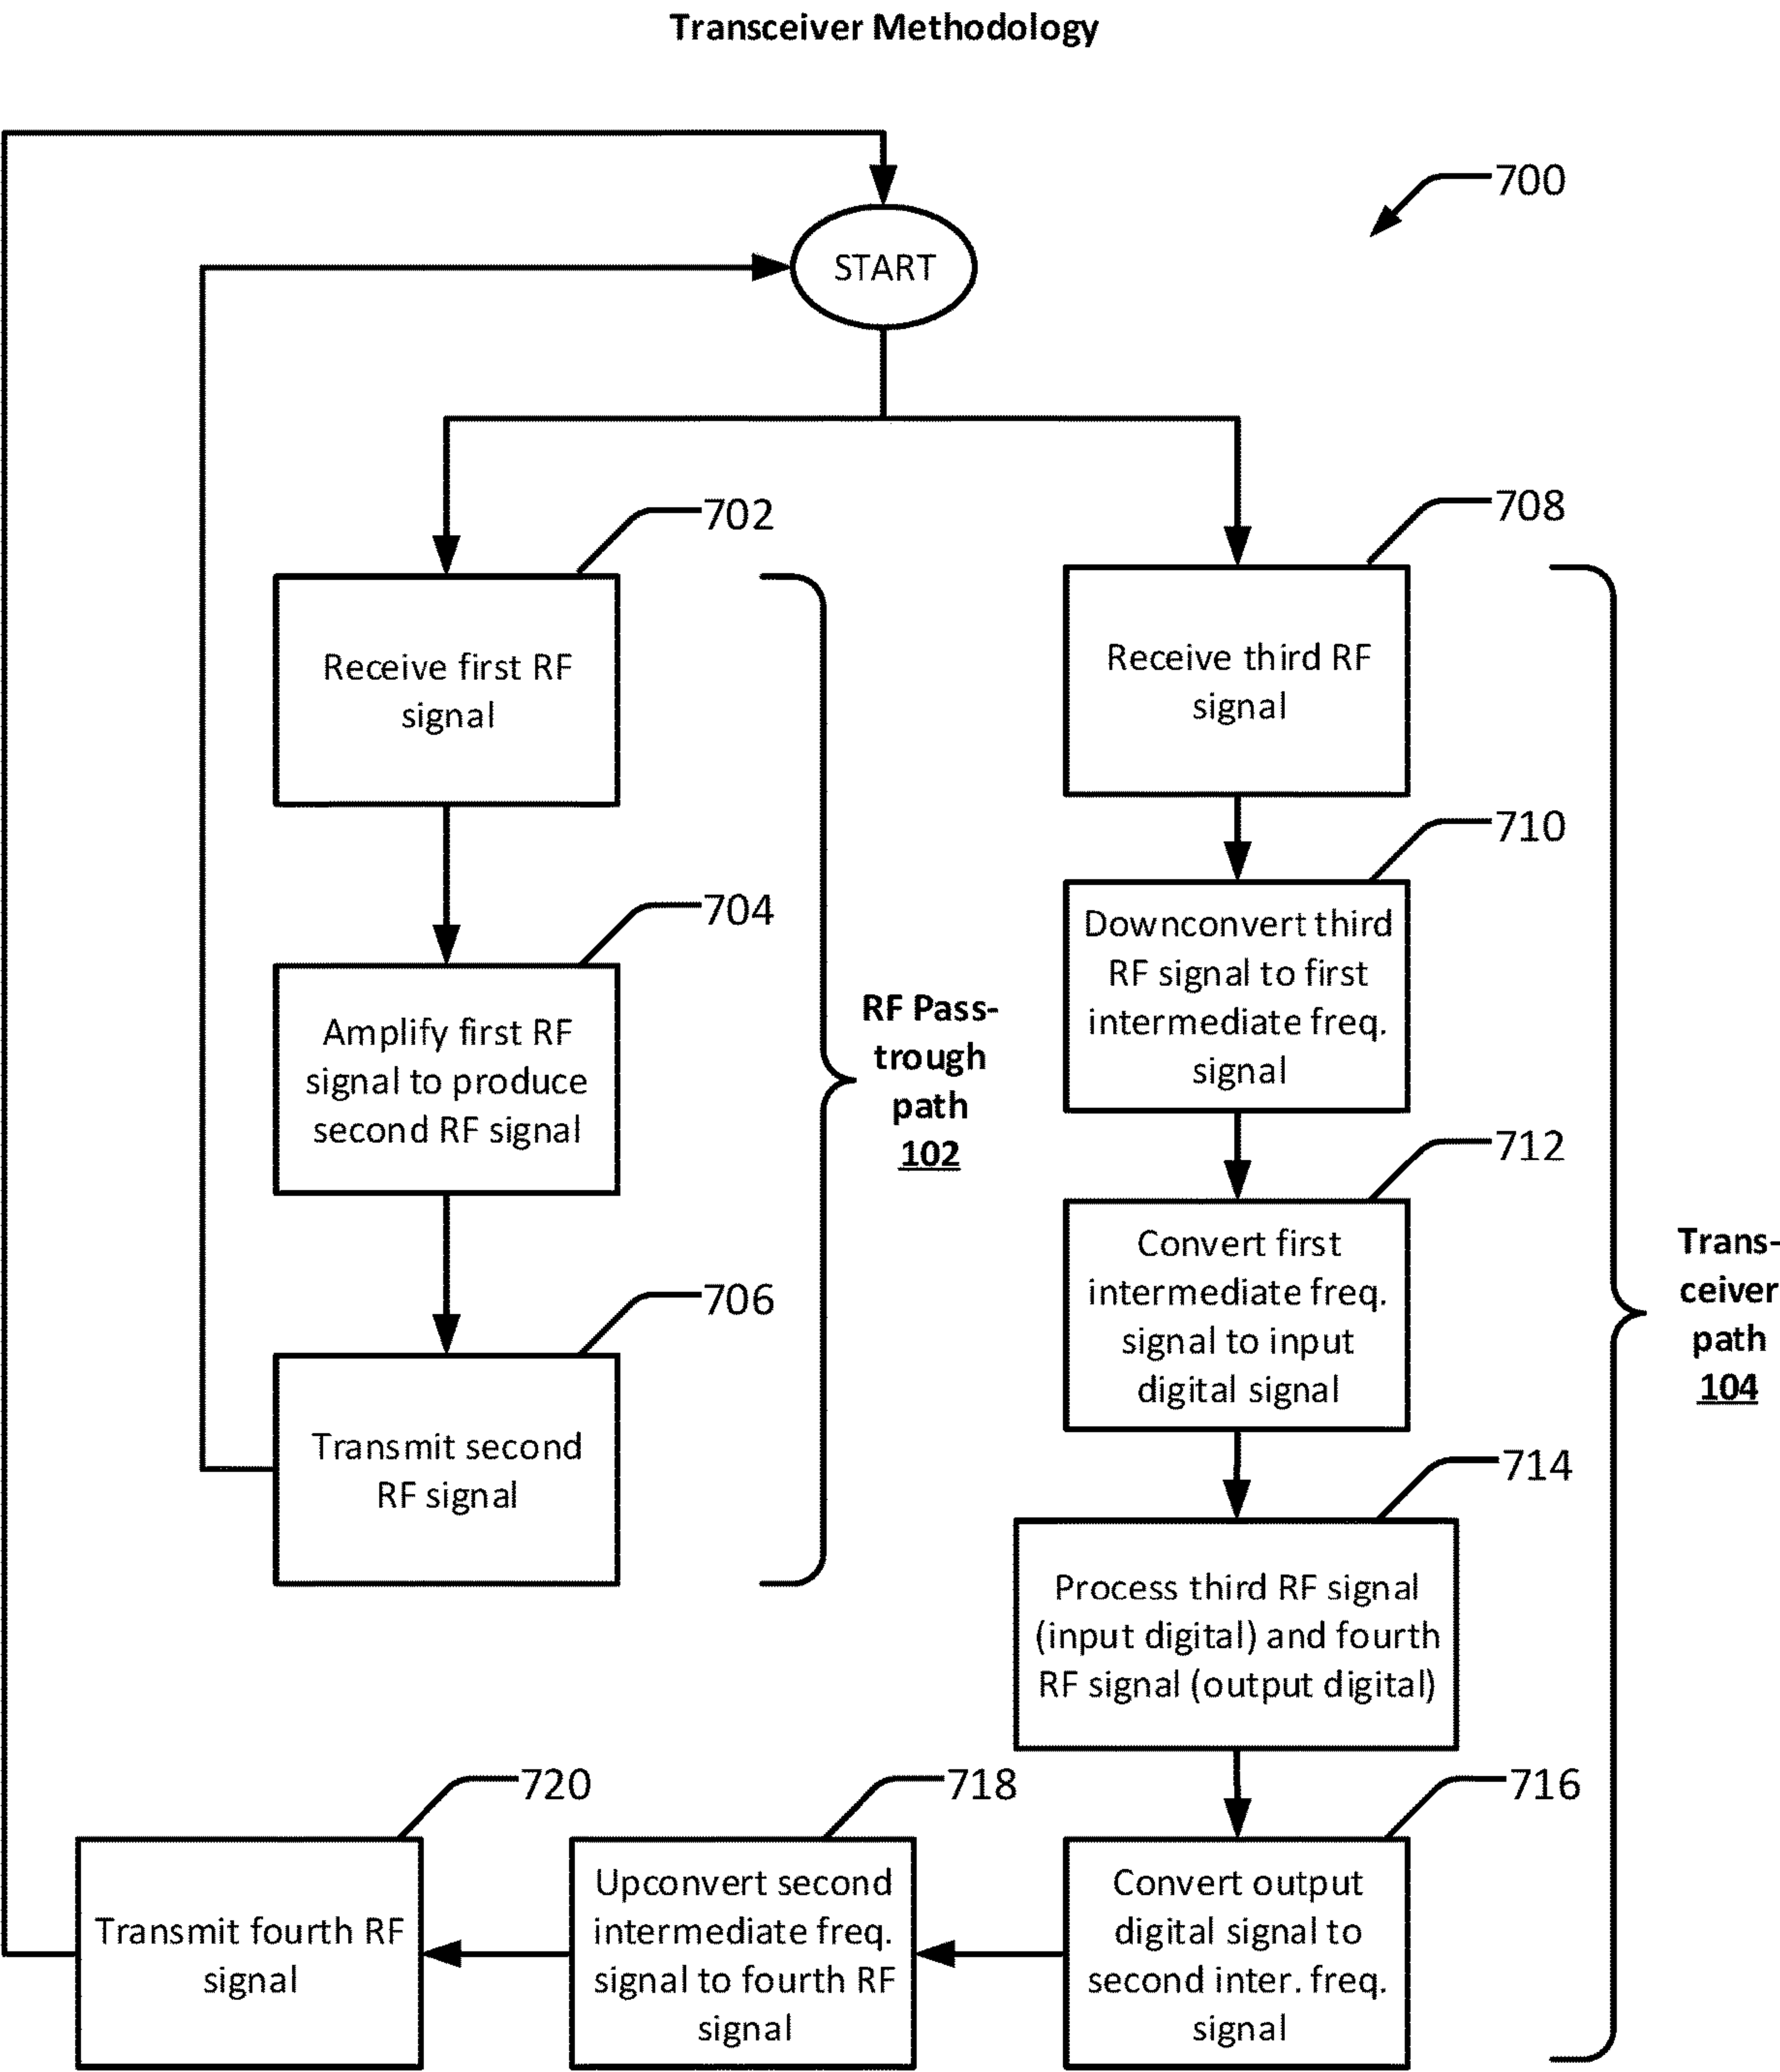 Transceiver Methodology
700
START
702
Receive first RF
signal
704
Amplify first RF
signal to produce
second RF signal
706
Transmit second
RF signal
RF Pass-
trough
path
102
708
Receive third RF
signal
710
Downconvert third
RF signal to first
intermediate freq.
signal
712
Convert first
intermediate freq.
signal to input
digital signal
714
Process third RF signal
(input digital) and fourth
RF signal (output digital)
716
Convert output
digital signal to
second inter. freq.
signal
718
Upconvert second
intermediate freq.
signal to fourth RF
signal
720
Transmit fourth RF
signal
Trans-
ceiver
path
104